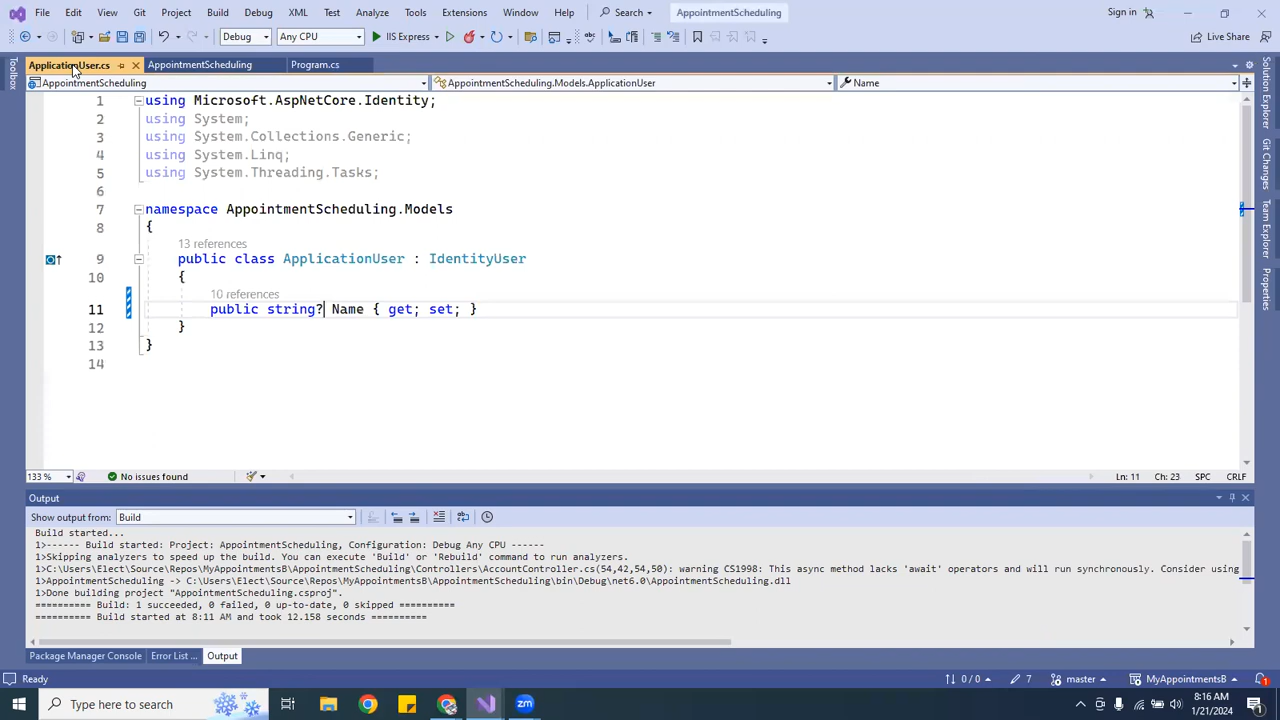 File Edit View Git Project Build Debug XML Test Analyze Tools Extensions Window Help Search AppointmentScheduling Sign in
Debug Any CPU IIS Express Live Share
ApplicationUser.cs AppointmentScheduling Program.cs
AppointmentScheduling AppointmentScheduling.Models.ApplicationUser Name
Toolbox
Solution Explorer
Git Changes
Team Explorer
Properties
1 using Microsoft.AspNetCore.Identity;
2 using System;
3 using System.Collections.Generic;
4 using System.Linq;
5 using System.Threading.Tasks;
6
7 namespace AppointmentScheduling.Models
8 {
13 references
9 public class ApplicationUser : IdentityUser
10 {
10 references
11 public string? Name { get; set; }
12 }
13 }
14
133 % No issues found Ln: 11 Ch: 23 SPC CRLF
Output
Show output from: Build
Build started...
1>------ Build started: Project: AppointmentScheduling, Configuration: Debug Any CPU ------
1>Skipping analyzers to speed up the build. You can execute 'Build' or 'Rebuild' command to run analyzers.
1>C:\Users\Elect\Source\Repos\MyAppointmentsB\AppointmentScheduling\Controllers\AccountController.cs(54,42,54,50): warning CS1998: This async method lacks 'await' operators and will run synchronously. Consider using
1>AppointmentScheduling -> C:\Users\Elect\Source\Repos\MyAppointmentsB\AppointmentScheduling\bin\Debug\net6.0\AppointmentScheduling.dll
1>Done building project "AppointmentScheduling.csproj".
========== Build: 1 succeeded, 0 failed, 0 up-to-date, 0 skipped ==========
========== Build started at 8:11 AM and took 12.158 seconds ==========
Package Manager Console Error List ... Output
Ready 0 / 0 7 master MyAppointmentsB 1
Type here to search zm 8:16 AM
1/21/2024